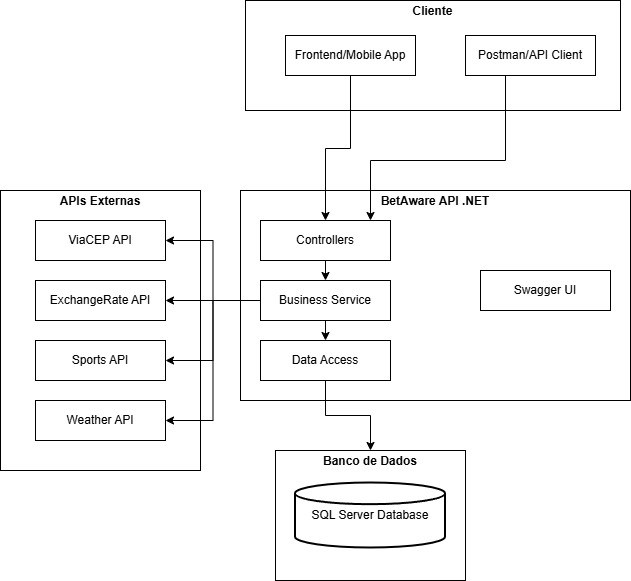 Cliente
Frontend/Mobile App
Postman/API Client
APIs Externas
ViaCEP API
ExchangeRate API
Sports API
Weather API
BetAware API .NET
Controllers
Business Service
Data Access
Swagger UI
Banco de Dados
SQL Server Database